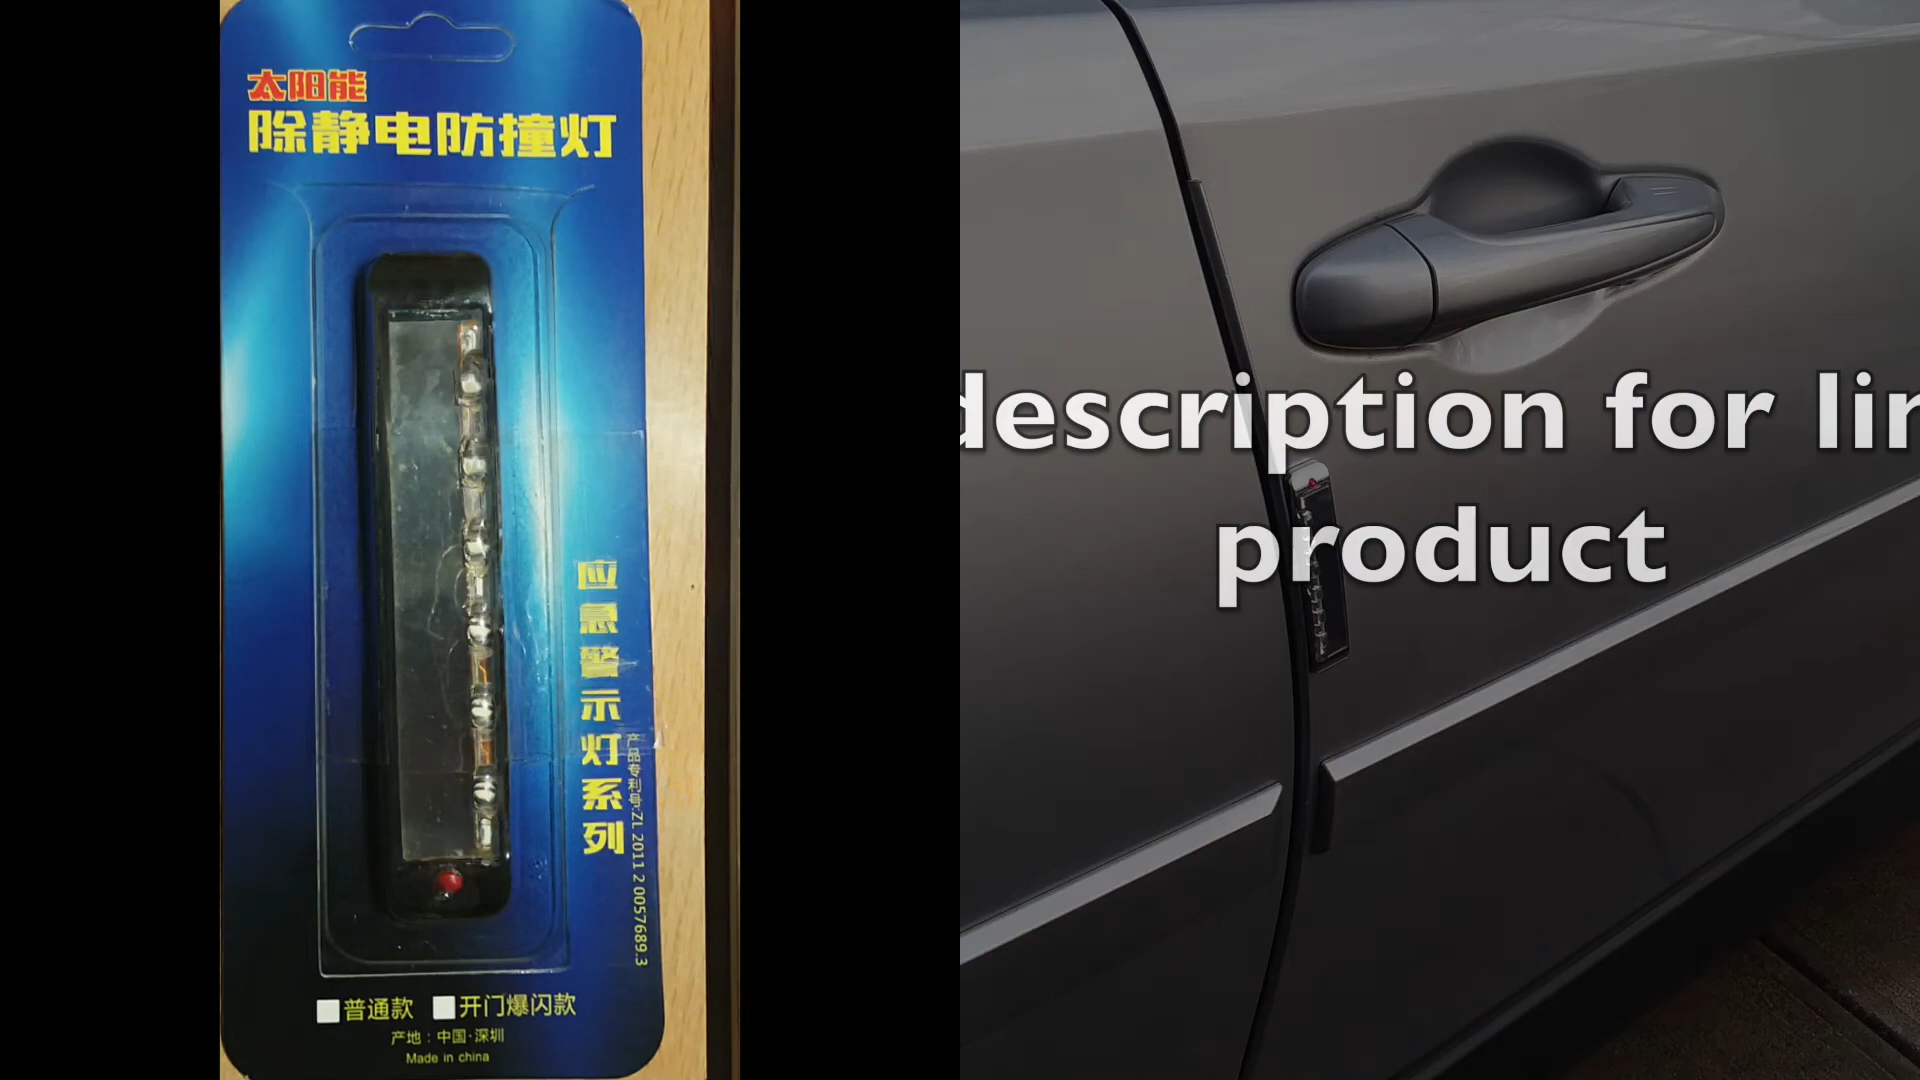 太阳能
除静电防撞灯
应急警示灯系列
产品专利号:ZL 2011 2 0057689.3
普通款 开门爆闪款
产地：中国·深圳
Made in china
description for
product